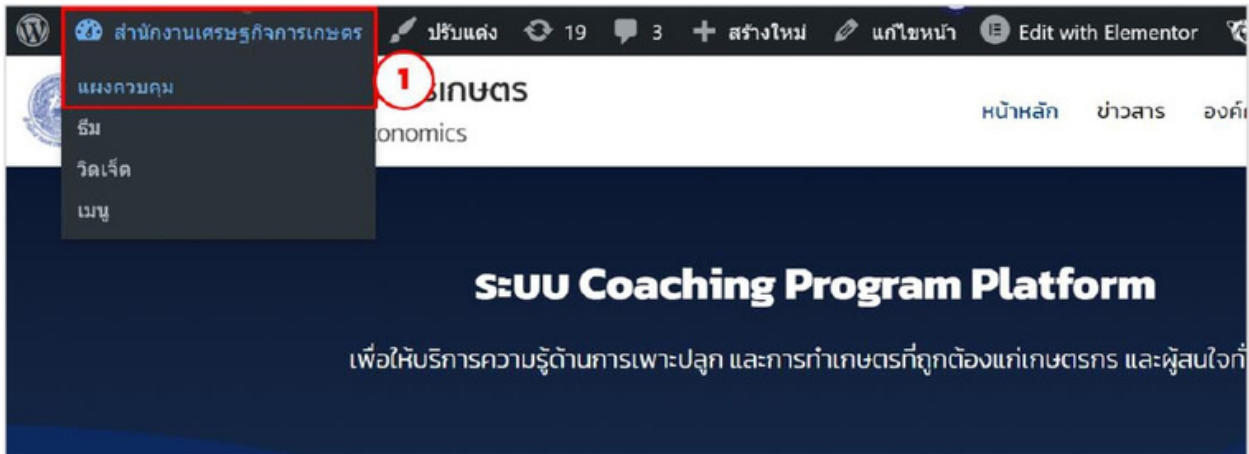 สำนักงานเศรษฐกิจการเกษตร ปรับแต่ง 19 3 + สร้างใหม่ แก้ไขหน้า Edit with Elementor
แผงควบคุม
1
ธีม
วิดเจ็ต
เมนู
การเกษตร
onomics
หน้าหลัก ข่าวสาร องค์
ระบบ Coaching Program Platform
เพื่อให้บริการความรู้ด้านการเพาะปลูก และการทำเกษตรที่ถูกต้องแก่เกษตรกร และผู้สนใจทั่